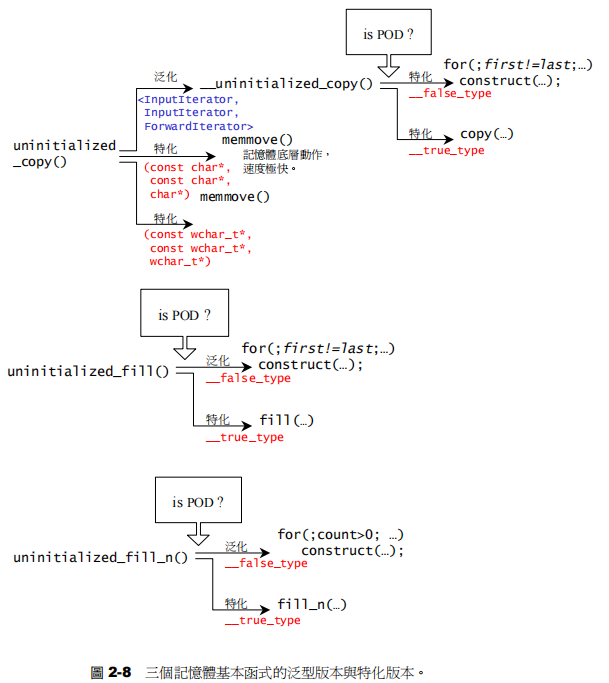 is POD？
泛化
__uninitialized_copy()
特化
for(;first!=last;…)
construct(…);
__false_type
<InputIterator,
InputIterator,
ForwardIterator>
特化
copy(…)
__true_type
uninitialized
_copy()
特化
memmove()
記憶體底層動作，
速度極快。
(const char*,
const char*,
char*)
memmove()
特化
(const wchar_t*,
const wchar_t*,
wchar_t*)
is POD？
uninitialized_fill()
泛化
for(;first!=last;…)
construct(…);
__false_type
特化
fill(…)
__true_type
is POD？
uninitialized_fill_n()
泛化
for(;count>0; …)
construct(…);
__false_type
特化
fill_n(…)
__true_type
圖 2-8 三個記憶體基本函式的泛型版本與特化版本。